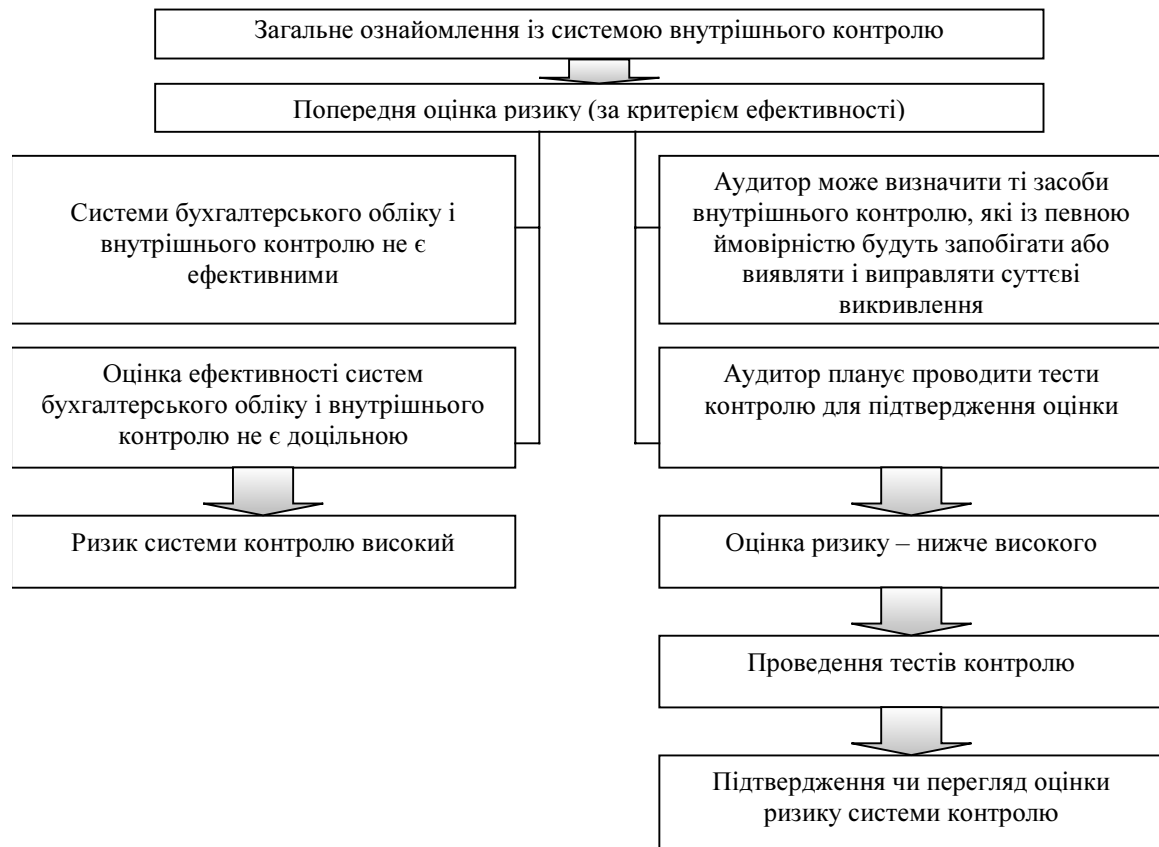 Загальне ознайомлення із системою внутрішнього контролю
Попередня оцінка ризику (за критерієм ефективності)
Системи бухгалтерського обліку і
внутрішнього контролю не є
ефективними
Аудитор може визначити ті засоби
внутрішнього контролю, які із певною
ймовірністю будуть запобігати або
виявляти і виправляти суттєві
викривлення
Оцінка ефективності систем
бухгалтерського обліку і внутрішнього
контролю не є доцільною
Аудитор планує проводити тести
контролю для підтвердження оцінки
Ризик системи контролю високий
Оцінка ризику – нижче високого
Проведення тестів контролю
Підтвердження чи перегляд оцінки
ризику системи контролю